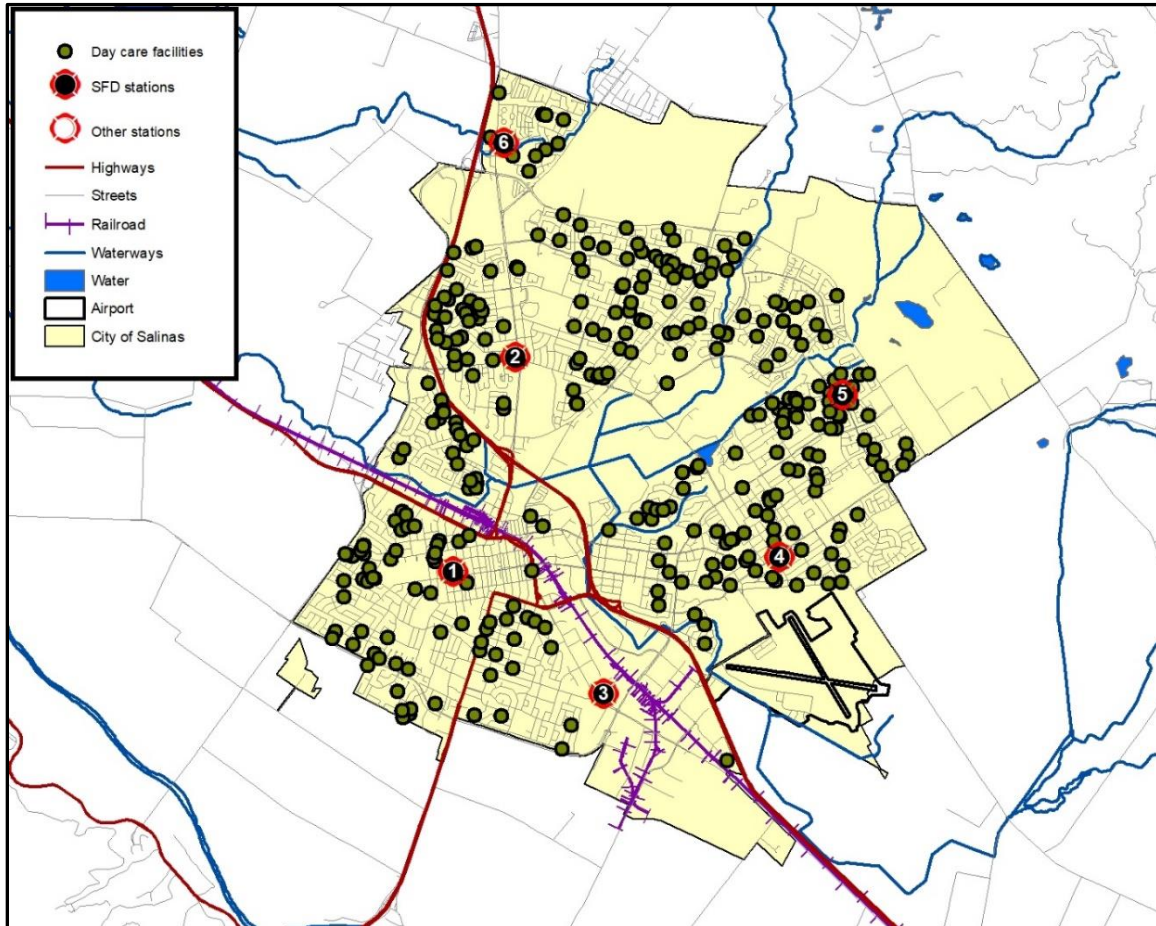 Day care facilities
SFD stations
Other stations
Highways
Streets
Railroad
Waterways
Water
Airport
City of Salinas
6
2
5
4
1
3